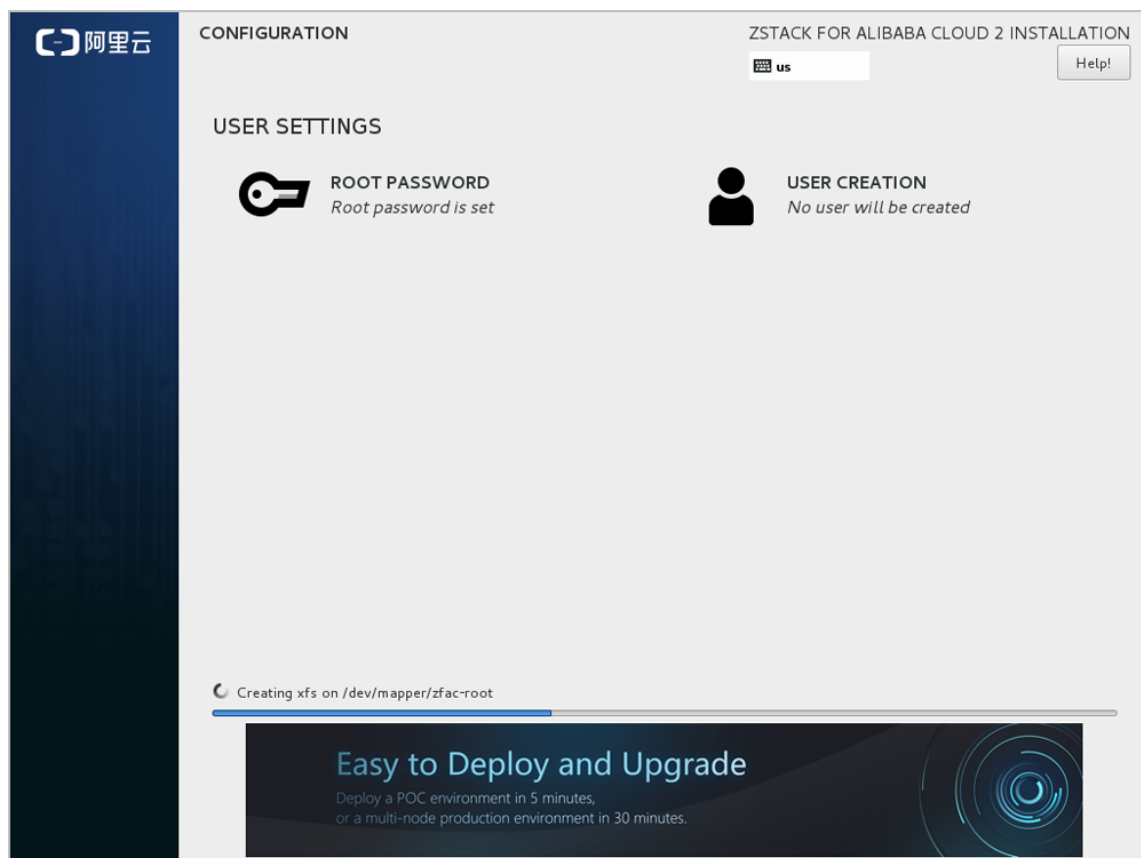 阿里云
CONFIGURATION
ZSTACK FOR ALIBABA CLOUD 2 INSTALLATION
us
Help!
USER SETTINGS
ROOT PASSWORD
Root password is set
USER CREATION
No user will be created
Creating xfs on /dev/mapper/zfac-root
Easy to Deploy and Upgrade
Deploy a POC environment in 5 minutes,
or a multi-node production environment in 30 minutes.